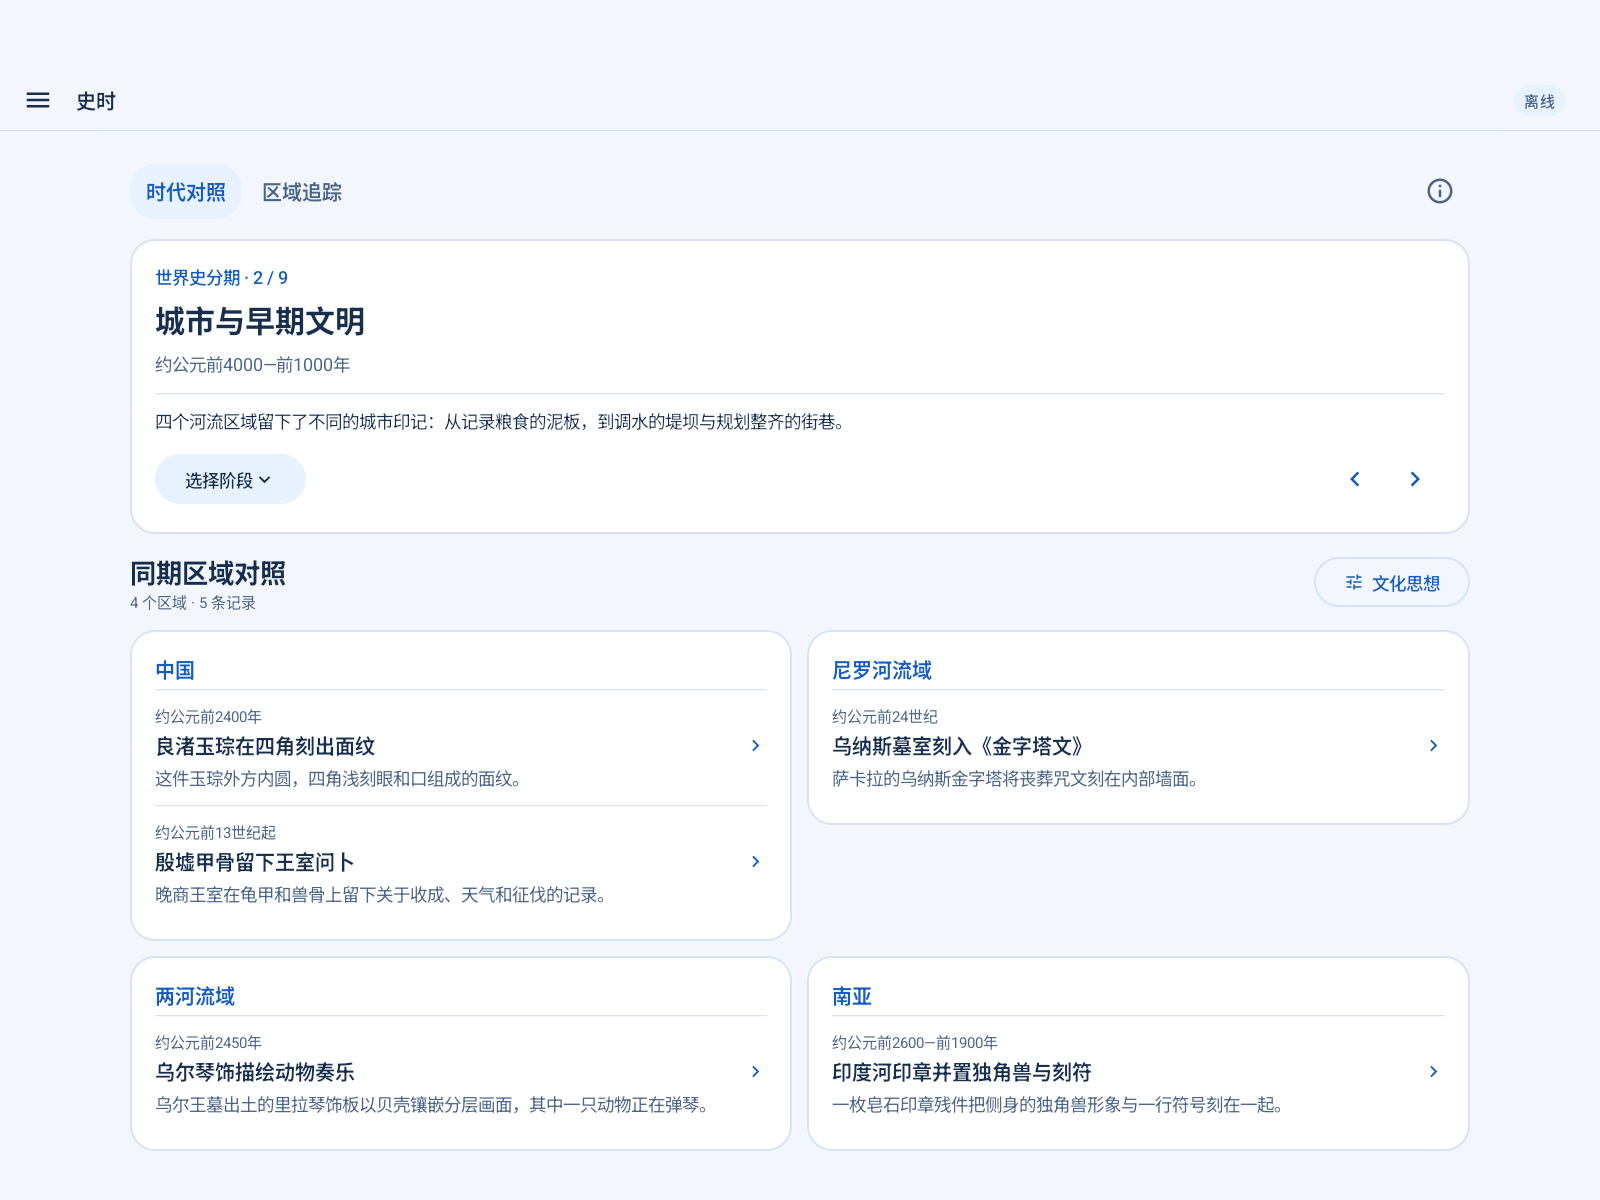 史时
离线
时代对照
区域追踪
世界史分期 · 2 / 9
城市与早期文明
约公元前4000—前1000年
四个河流区域留下了不同的城市印记：从记录粮食的泥板，到调水的堤坝与规划整齐的街巷。
选择阶段
同期区域对照
4 个区域 · 5 条记录
文化思想
中国
约公元前2400年
良渚玉琮在四角刻出面纹
这件玉琮外方内圆，四角浅刻眼和口组成的面纹。
约公元前13世纪起
殷墟甲骨留下王室问卜
晚商王室在龟甲和兽骨上留下关于收成、天气和征伐的记录。
尼罗河流域
约公元前24世纪
乌纳斯墓室刻入《金字塔文》
萨卡拉的乌纳斯金字塔将丧葬咒文刻在内部墙面。
两河流域
约公元前2450年
乌尔琴饰描绘动物奏乐
乌尔王墓出土的里拉琴饰板以贝壳镶嵌分层画面，其中一只动物正在弹琴。
南亚
约公元前2600—前1900年
印度河印章并置独角兽与刻符
一枚皂石印章残件把侧身的独角兽形象与一行符号刻在一起。